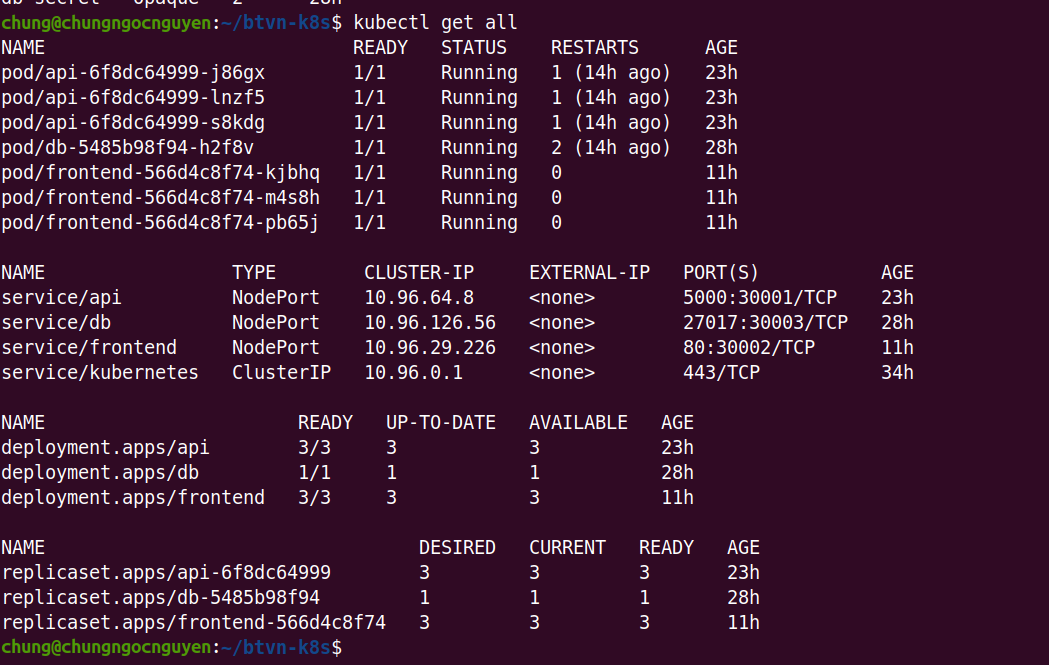 db-secret   Opaque   2      28h
chung@chungngocnguyen:~/btvn-k8s$ kubectl get all
NAME                            READY   STATUS    RESTARTS      AGE
pod/api-6f8dc64999-j86gx        1/1     Running   1 (14h ago)   23h
pod/api-6f8dc64999-lnzf5        1/1     Running   1 (14h ago)   23h
pod/api-6f8dc64999-s8kdg        1/1     Running   1 (14h ago)   23h
pod/db-5485b98f94-h2f8v         1/1     Running   2 (14h ago)   28h
pod/frontend-566d4c8f74-kjbhq   1/1     Running   0             11h
pod/frontend-566d4c8f74-m4s8h   1/1     Running   0             11h
pod/frontend-566d4c8f74-pb65j   1/1     Running   0             11h

NAME                 TYPE        CLUSTER-IP     EXTERNAL-IP   PORT(S)           AGE
service/api          NodePort    10.96.64.8     <none>        5000:30001/TCP    23h
service/db           NodePort    10.96.126.56   <none>        27017:30003/TCP   28h
service/frontend     NodePort    10.96.29.226   <none>        80:30002/TCP      11h
service/kubernetes   ClusterIP   10.96.0.1      <none>        443/TCP           34h

NAME                       READY   UP-TO-DATE   AVAILABLE   AGE
deployment.apps/api        3/3     3            3           23h
deployment.apps/db         1/1     1            1           28h
deployment.apps/frontend   3/3     3            3           11h

NAME                                  DESIRED   CURRENT   READY   AGE
replicaset.apps/api-6f8dc64999        3         3         3       23h
replicaset.apps/db-5485b98f94         1         1         1       28h
replicaset.apps/frontend-566d4c8f74   3         3         3       11h
chung@chungngocnguyen:~/btvn-k8s$